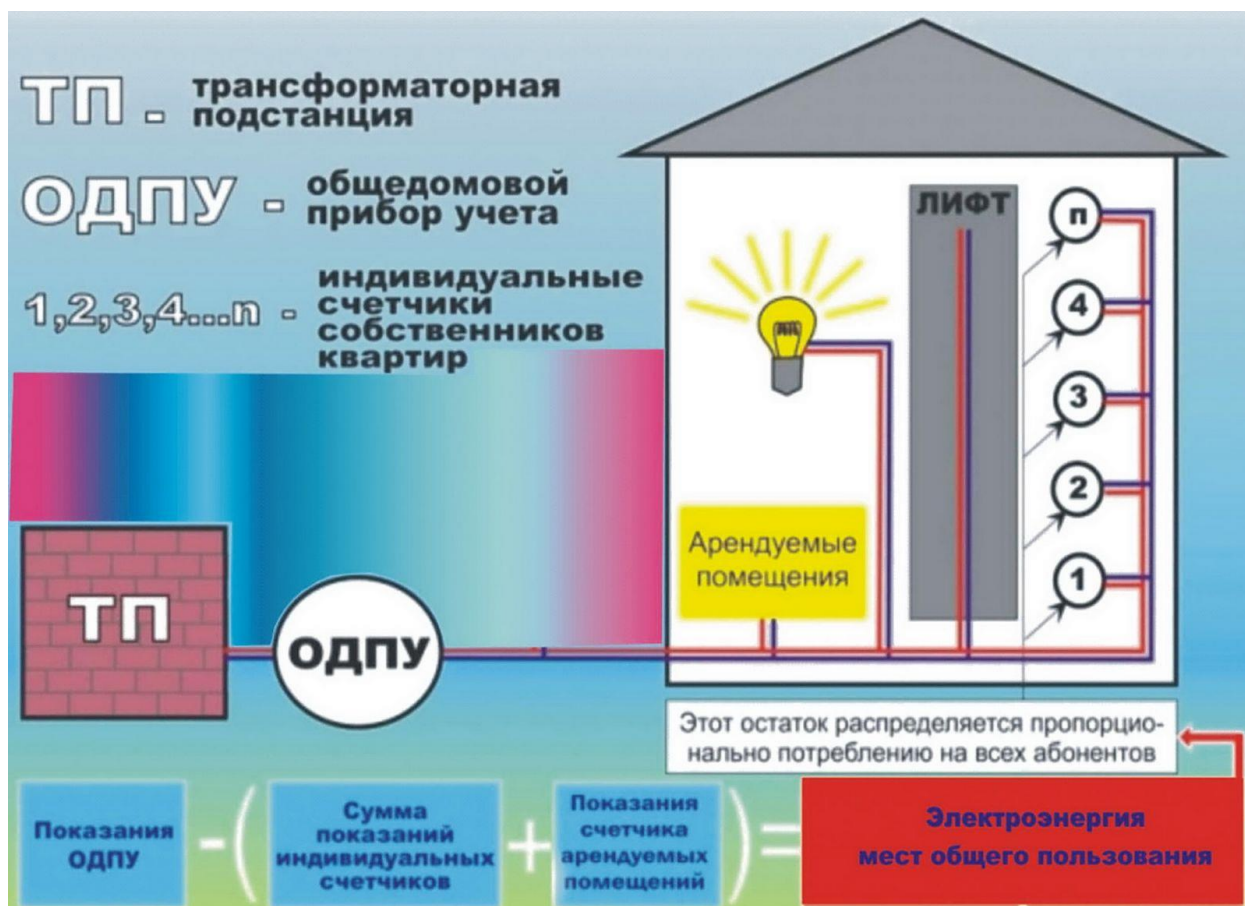 ТП - трансформаторная
подстанция
ОДПУ - общедомовой
прибор учета
1,2,3,4...n - индивидуальные
счетчики
собственников
квартир
ЛИФТ
п
4
3
2
1
Арендуемые
помещения
ТП
ОДПУ
Этот остаток распределяется пропорцио-
нально потреблению на всех абонентов
Показания
ОДПУ
-
(
Сумма
показаний
индивидуальных
счетчиков
+
Показания
счетчика
арендуемых
помещений
)
=
Электроэнергия
мест общего пользования